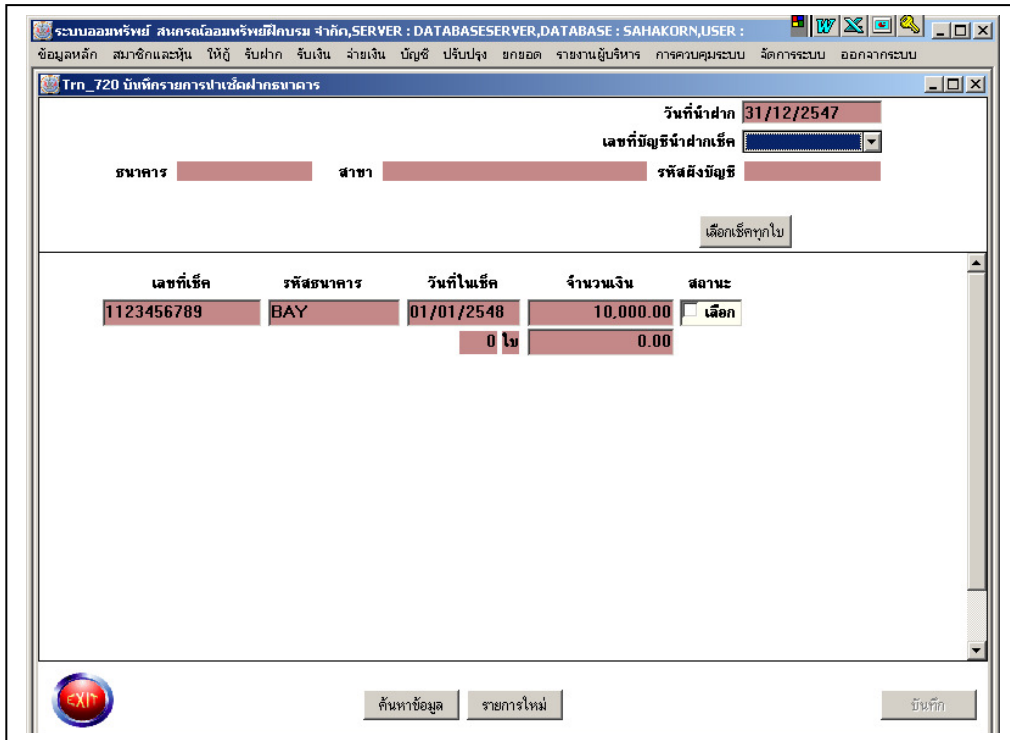 ระบบออมทรัพย์ สหกรณ์ออมทรัพย์ฝึกบรม จำกัด,SERVER : DATABASESERVER,DATABASE : SAHAKORN,USER :
ข้อมูลหลัก สมาชิกและหุ้น ให้กู้ รับฝาก รับเงิน จ่ายเงิน บัญชี ปรับปรุง ยกยอด รายงานผู้บริหาร การควบคุมระบบ จัดการระบบ ออกจากระบบ
Trn_720 บันทึกรายการนำเช็คฝากธนาคาร
วันที่นำฝาก 31/12/2547
เลขที่บัญชีนำฝากเช็ค
ธนาคาร สาขา รหัสผังบัญชี
เลือกเช็คทุกใบ
เลขที่เช็ค รหัสธนาคาร วันที่ในเช็ค จำนวนเงิน สถานะ
1123456789 BAY 01/01/2548 10,000.00 เลือก
0 ใบ 0.00
EXIT ค้นหาข้อมูล รายการใหม่ บันทึก